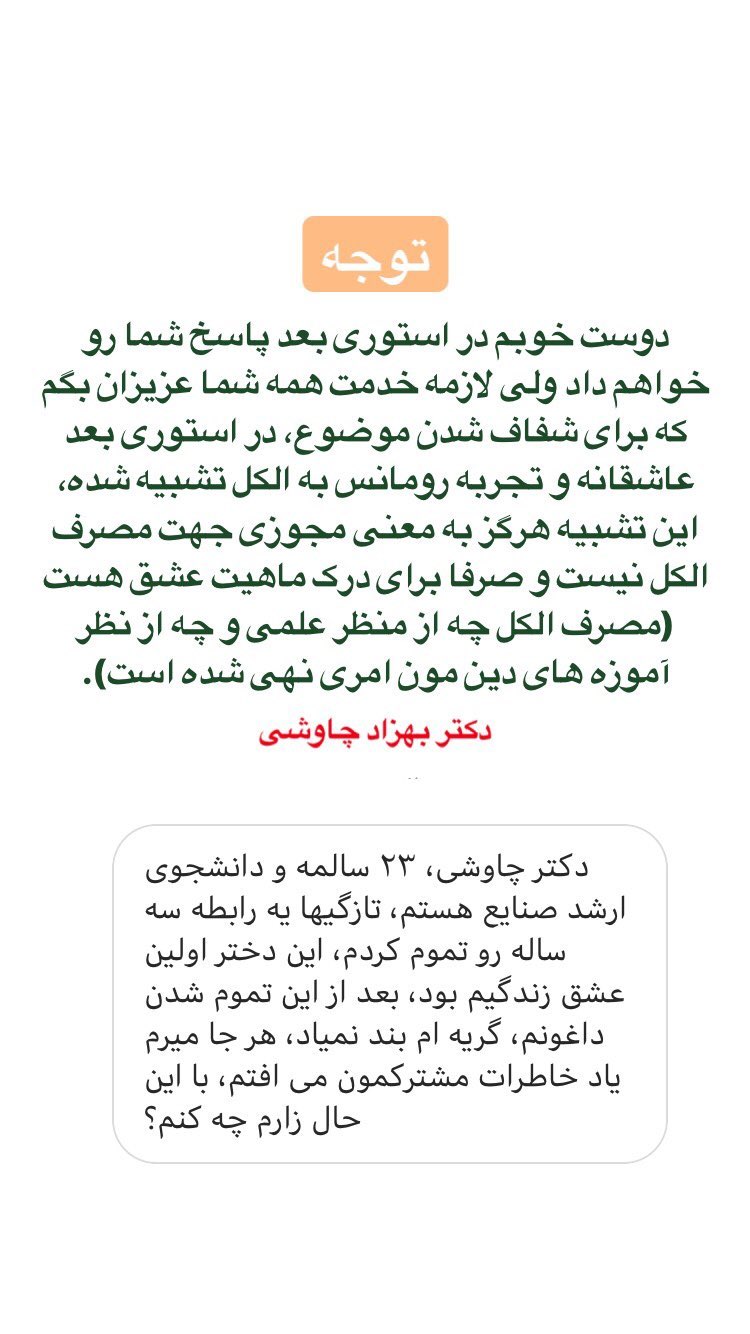 توجه
دوست خوبم در استوری بعد پاسخ شما رو
خواهم داد ولی لازمه خدمت همه شما عزیزان بگم
که برای شفاف شدن موضوع، در استوری بعد
عاشقانه و تجربه رومانس به الکل تشبیه شده،
این تشبیه هرگز به معنی مجوزی جهت مصرف
الکل نیست و صرفا برای درک ماهیت عشق هست
(مصرف الکل چه از منظر علمی و چه از نظر
آموزه های دین مون امری نهی شده است).
دکتر بهزاد چاوشی
دکتر چاوشی، ۲۳ سالمه و دانشجوی
ارشد صنایع هستم، تازگیها یه رابطه سه
ساله رو تموم کردم، این دختر اولین
عشق زندگیم بود، بعد از این تموم شدن
داغونم، گریه ام بند نمیاد، هر جا میرم
یاد خاطرات مشترکمون می افتم، با این
حال زارم چه کنم؟